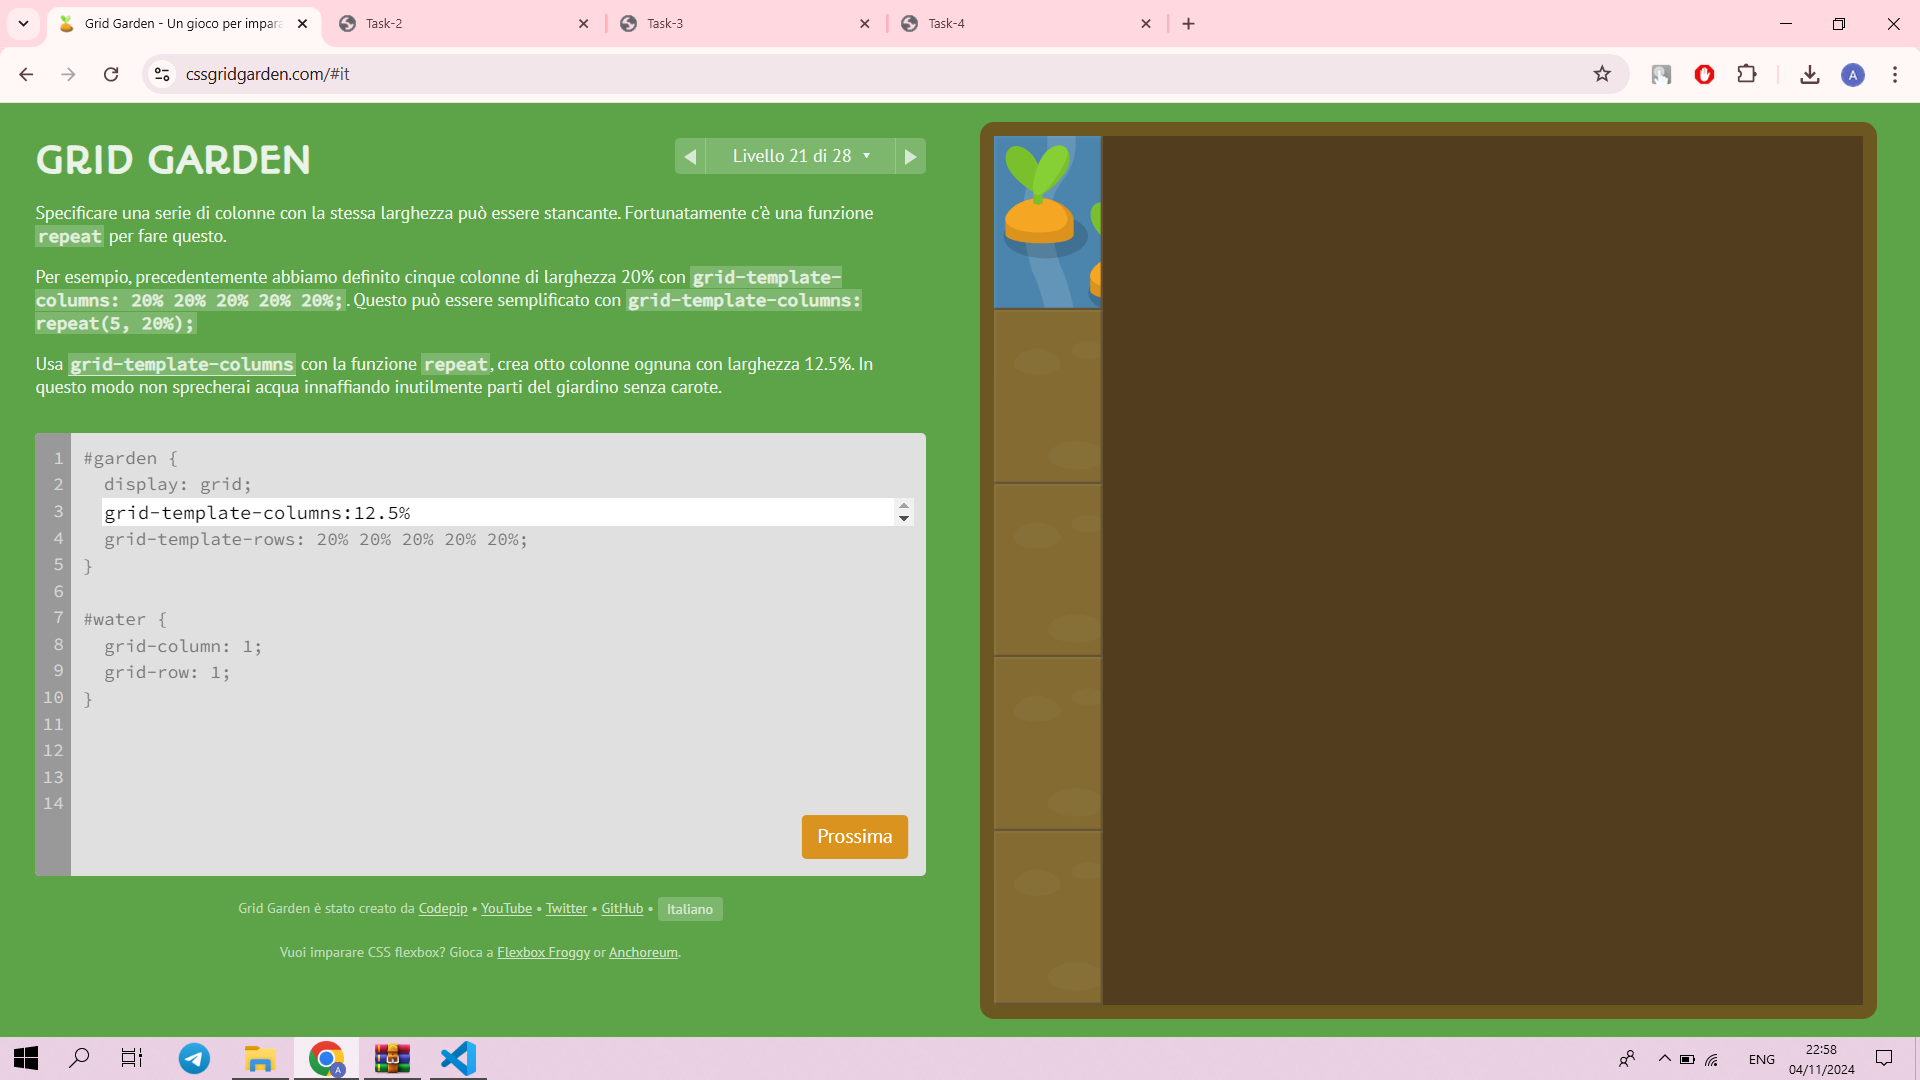 Grid Garden - Un gioco per impara
Task-2
Task-3
Task-4
cssgridgarden.com/#it
A
GRID GARDEN
Livello 21 di 28
Specificare una serie di colonne con la stessa larghezza può essere stancante. Fortunatamente c'è una funzione
repeat per fare questo.
Per esempio, precedentemente abbiamo definito cinque colonne di larghezza 20% con grid-template-
columns: 20% 20% 20% 20% 20%;. Questo può essere semplificato con grid-template-columns:
repeat(5, 20%);
Usa grid-template-columns con la funzione repeat, crea otto colonne ognuna con larghezza 12.5%. In
questo modo non sprecherai acqua innaffiando inutilmente parti del giardino senza carote.
1 #garden {
2 display: grid;
3 grid-template-columns:12.5%
4 grid-template-rows: 20% 20% 20% 20% 20%;
5 }
6
7 #water {
8 grid-column: 1;
9 grid-row: 1;
10 }
11
12
13
14
Prossima
Grid Garden è stato creato da Codepip • YouTube • Twitter • GitHub • Italiano
Vuoi imparare CSS flexbox? Gioca a Flexbox Froggy or Anchoreum.
A
ENG
22:58
04/11/2024